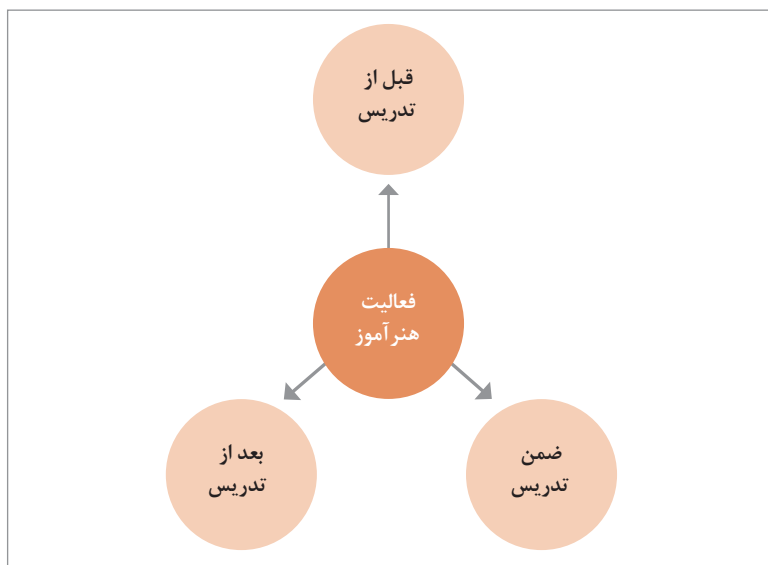 قبل از
تدریس
فعالیت
هنرآموز
ضمن
تدریس
بعد از
تدریس